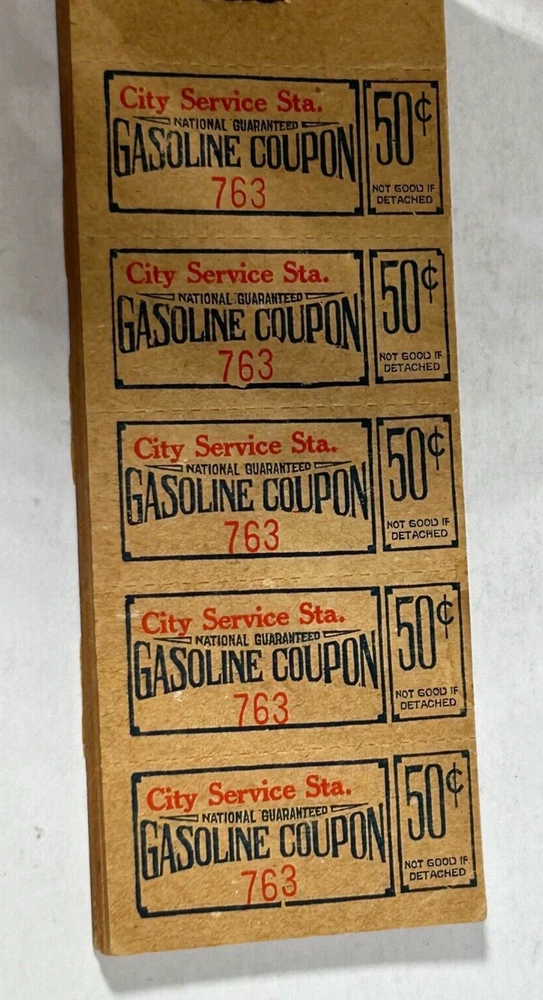 City Service Sta.
NATIONAL GUARANTEED
GASOLINE COUPON
763
50¢
NOT GOOD IF
DETACHED
City Service Sta.
NATIONAL GUARANTEED
GASOLINE COUPON
763
50¢
NOT GOOD IF
DETACHED
City Service Sta.
NATIONAL GUARANTEED
GASOLINE COUPON
763
50¢
NOT GOOD IF
DETACHED
City Service Sta.
NATIONAL GUARANTEED
GASOLINE COUPON
763
50¢
NOT GOOD IF
DETACHED
City Service Sta.
NATIONAL GUARANTEED
GASOLINE COUPON
763
50¢
NOT GOOD IF
DETACHED